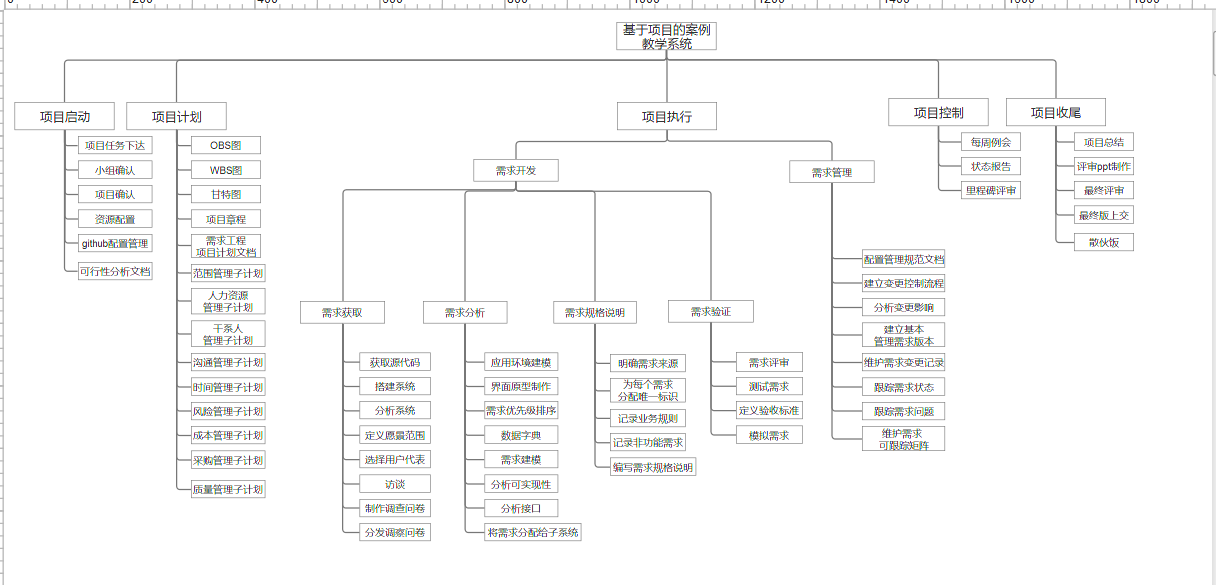 0
200
400
600
800
1000
1200
1400
1600
1800
基于项目的案例
教学系统
项目启动
项目任务下达
小组确认
项目确认
资源配置
github配置管理
可行性分析文档
项目计划
OBS图
WBS图
甘特图
项目章程
需求工程
项目计划文档
范围管理子计划
人力资源
管理子计划
干系人
管理子计划
沟通管理子计划
时间管理子计划
风险管理子计划
成本管理子计划
采购管理子计划
质量管理子计划
项目执行
需求开发
需求获取
获取源代码
搭建系统
分析系统
定义愿景范围
选择用户代表
访谈
制作调查问卷
分发调察问卷
需求分析
应用环境建模
界面原型制作
需求优先级排序
数据字典
需求建模
分析可实现性
分析接口
将需求分配给子系统
需求规格说明
明确需求来源
为每个需求
分配唯一标识
记录业务规则
记录非功能需求
编写需求规格说明
需求验证
需求评审
测试需求
定义验收标准
模拟需求
需求管理
配置管理规范文档
建立变更控制流程
分析变更影响
建立基本
管理需求版本
维护需求变更记录
跟踪需求状态
跟踪需求问题
维护需求
可跟踪矩阵
项目控制
每周例会
状态报告
里程碑评审
项目收尾
项目总结
评审ppt制作
最终评审
最终版上交
散伙饭